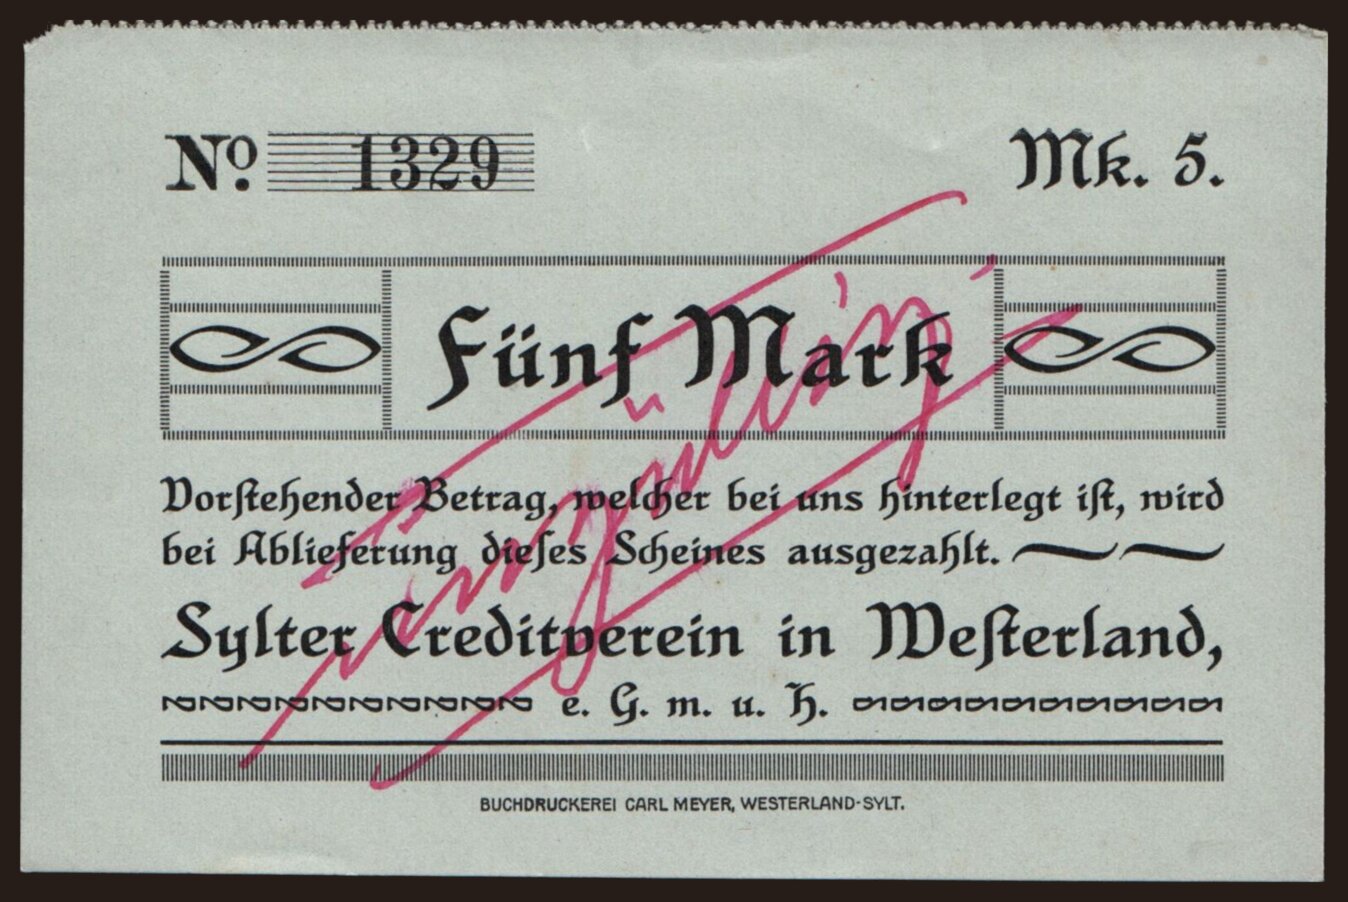 No. 1329 Mk. 5.
Fünf Mark
ungültig
Vorstehender Betrag, welcher bei uns hinterlegt ist, wird
bei Ablieferung dieses Scheines ausgezahlt.
Sylter Creditverein in Westerland,
e. G. m. u. H.
BUCHDRUCKEREI CARL MEYER, WESTERLAND-SYLT.